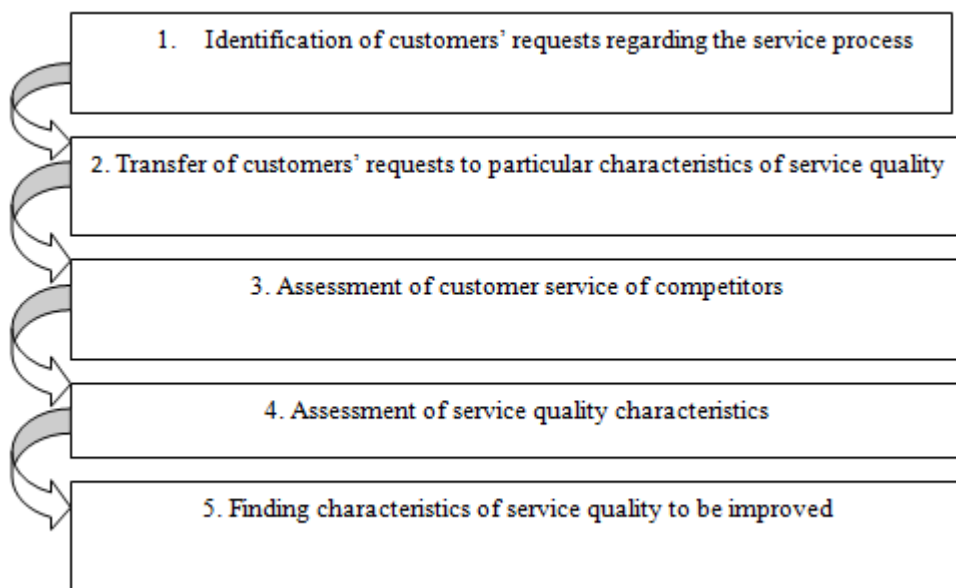 1. Identification of customers’ requests regarding the service process
2. Transfer of customers’ requests to particular characteristics of service quality
3. Assessment of customer service of competitors
4. Assessment of service quality characteristics
5. Finding characteristics of service quality to be improved